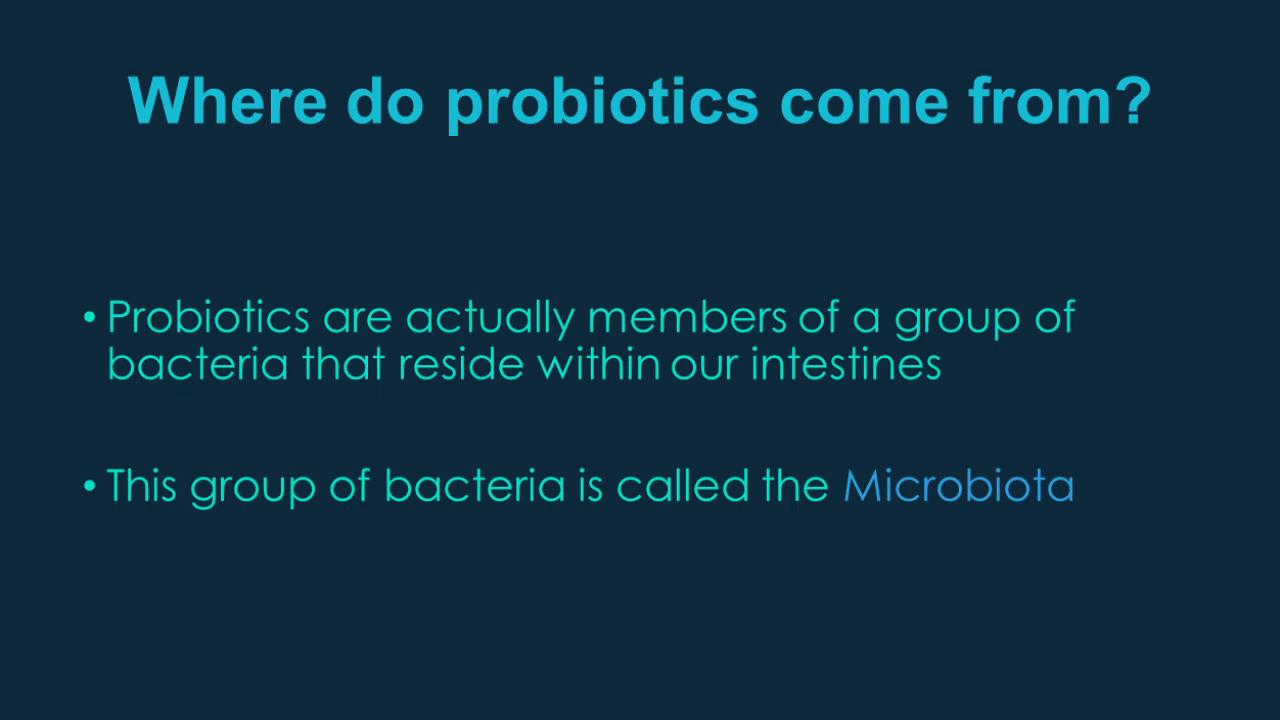 Where do probiotics come from?
• Probiotics are actually members of a group of
bacteria that reside within our intestines
• This group of bacteria is called the Microbiota